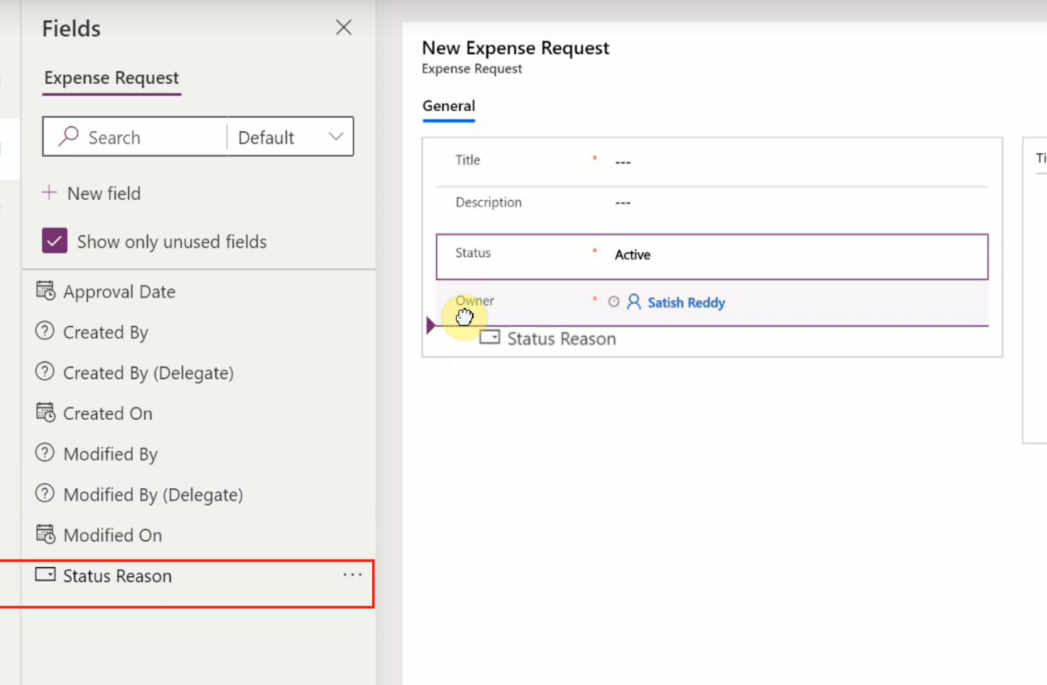 Fields
Expense Request
Search
Default
New field
Show only unused fields
Approval Date
Created By
Created By (Delegate)
Created On
Modified By
Modified By (Delegate)
Modified On
Status Reason
New Expense Request
Expense Request
General
Title * ---
Description ---
Status * Active
Owner * Satish Reddy
Status Reason